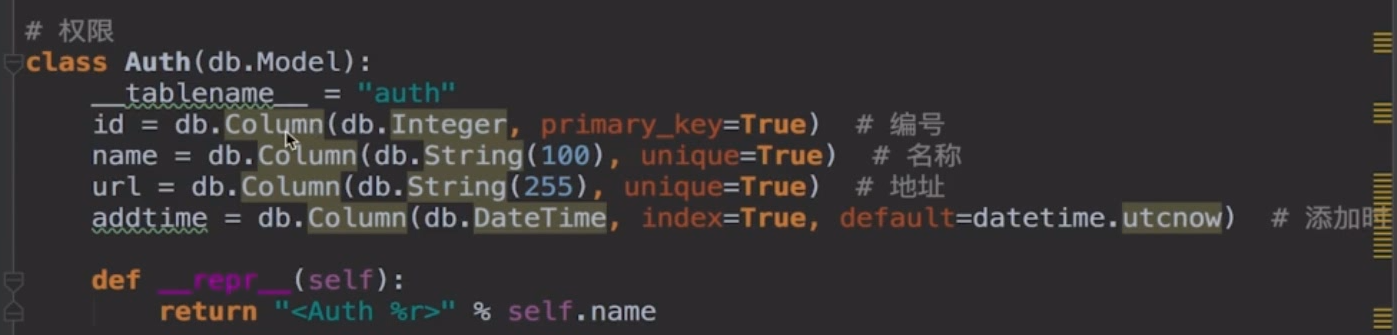 # 权限
class Auth(db.Model):
__tablename__ = "auth"
id = db.Column(db.Integer, primary_key=True)  # 编号
name = db.Column(db.String(100), unique=True)  # 名称
url = db.Column(db.String(255), unique=True)  # 地址
addtime = db.Column(db.DateTime, index=True, default=datetime.utcnow)  # 添加时
def __repr__(self):
return "<Auth %r>" % self.name